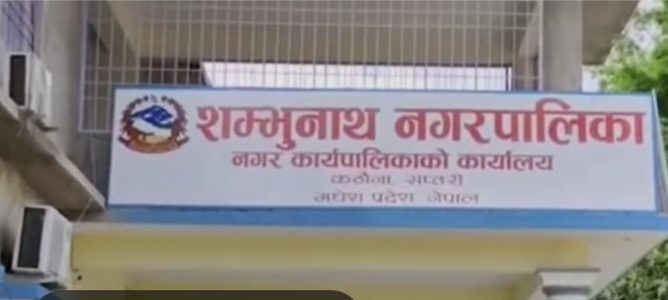 शम्भुनाथ नगरपालिका
नगर कार्यपालिकाको कार्यालय
कठौना, सप्तरी
मधेश प्रदेश, नेपाल